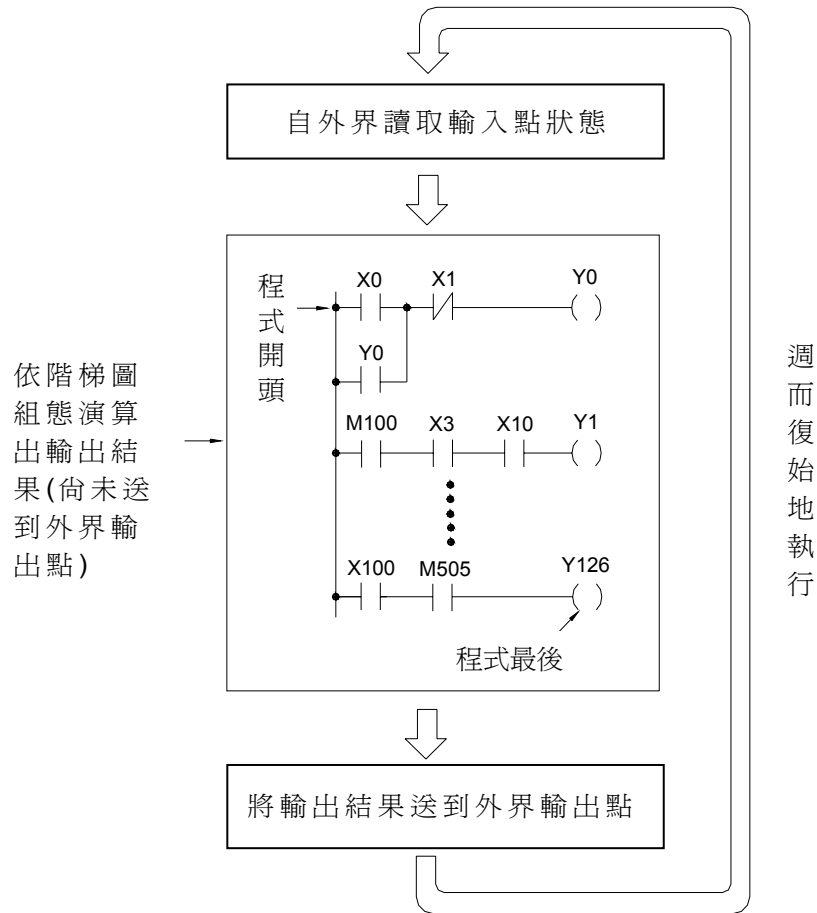 自外界讀取輸入點狀態
程式開頭
X0 X1 Y0
Y0
M100 X3 X10 Y1
X100 M505 Y126
程式最後
依階梯圖
組態演算
出輸出結
果(尚未送
到外界輸
出點)
週而復始地執行
將輸出結果送到外界輸出點